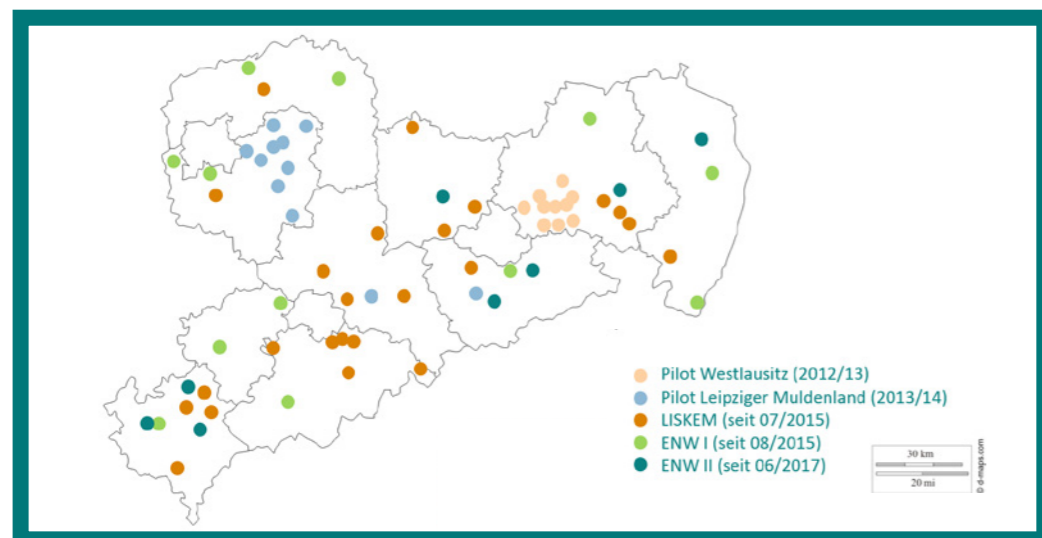 Pilot Westlausitz (2012/13)
Pilot Leipziger Muldenland (2013/14)
LISKEM (seit 07/2015)
ENW I (seit 08/2015)
ENW II (seit 06/2017)
30 km
20 mi
© d-maps.com